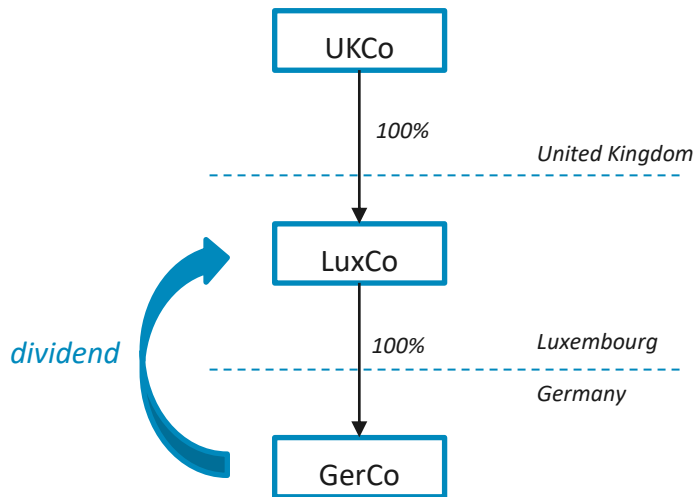 UKCo
100%
United Kingdom
LuxCo
dividend
100%
Luxembourg
Germany
GerCo